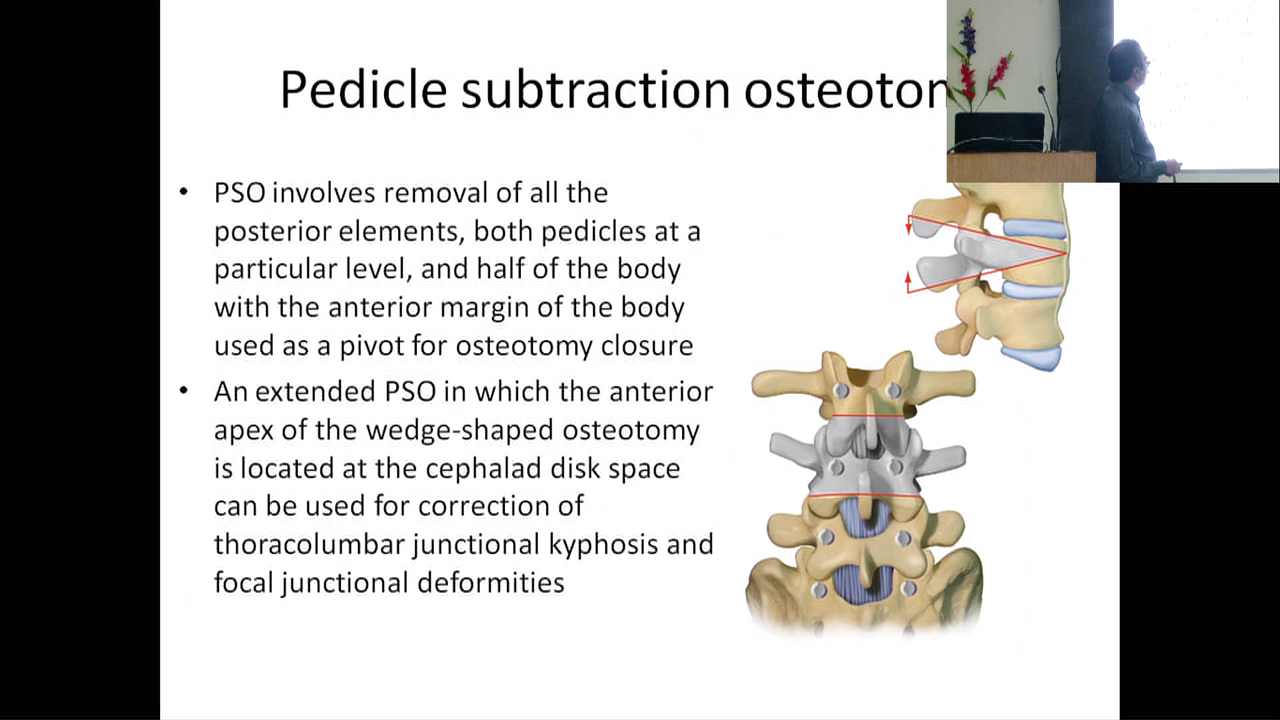 Pedicle subtraction osteoton
• PSO involves removal of all the
posterior elements, both pedicles at a
particular level, and half of the body
with the anterior margin of the body
used as a pivot for osteotomy closure
• An extended PSO in which the anterior
apex of the wedge-shaped osteotomy
is located at the cephalad disk space
can be used for correction of
thoracolumbar junctional kyphosis and
focal junctional deformities